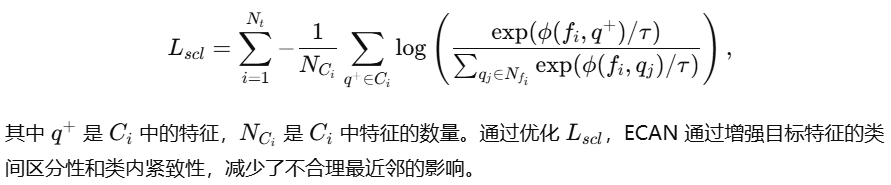 $$L_{scl} = \sum_{i=1}^{N_t} -\frac{1}{N_{C_i}} \sum_{q^+ \in C_i} \log \left( \frac{\exp(\phi(f_i, q^+)/\tau)}{\sum_{q_j \in N_{f_i}} \exp(\phi(f_i, q_j)/\tau)} \right),$$
其中 $q^+$ 是 $C_i$ 中的特征，$N_{C_i}$ 是 $C_i$ 中特征的数量。通过优化 $L_{scl}$，ECAN 通过增强目标特征的类
间区分性和类内紧致性，减少了不合理最近邻的影响。